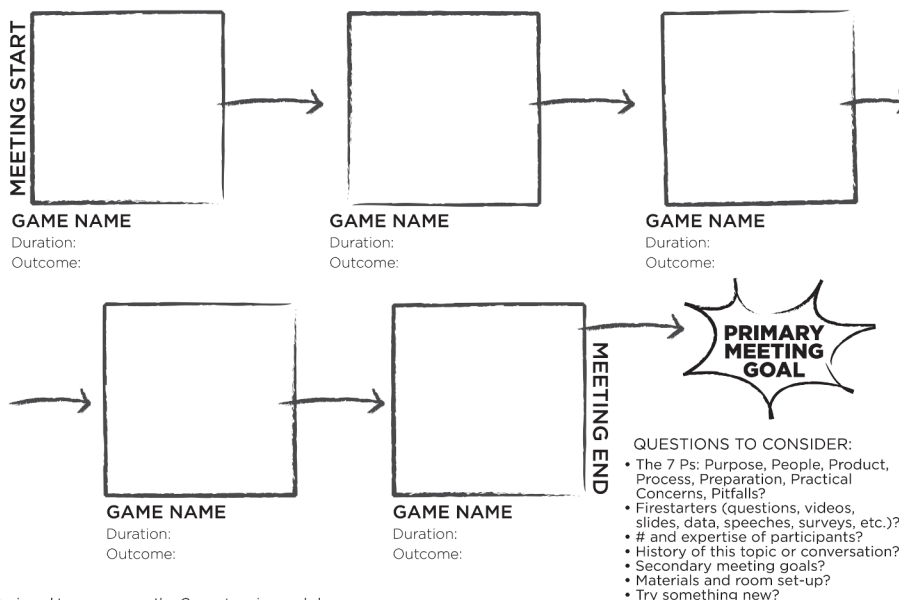 MEETING START
GAME NAME
Duration:
Outcome:
GAME NAME
Duration:
Outcome:
GAME NAME
Duration:
Outcome:
GAME NAME
Duration:
Outcome:
GAME NAME
Duration:
Outcome:
MEETING END
PRIMARY
MEETING
GOAL
QUESTIONS TO CONSIDER:
• The 7 Ps: Purpose, People, Product,
Process, Preparation, Practical
Concerns, Pitfalls?
• Firestarters (questions, videos,
slides, data, speeches, surveys, etc.)?
• # and expertise of participants?
• History of this topic or conversation?
• Secondary meeting goals?
• Materials and room set-up?
• Try something new?